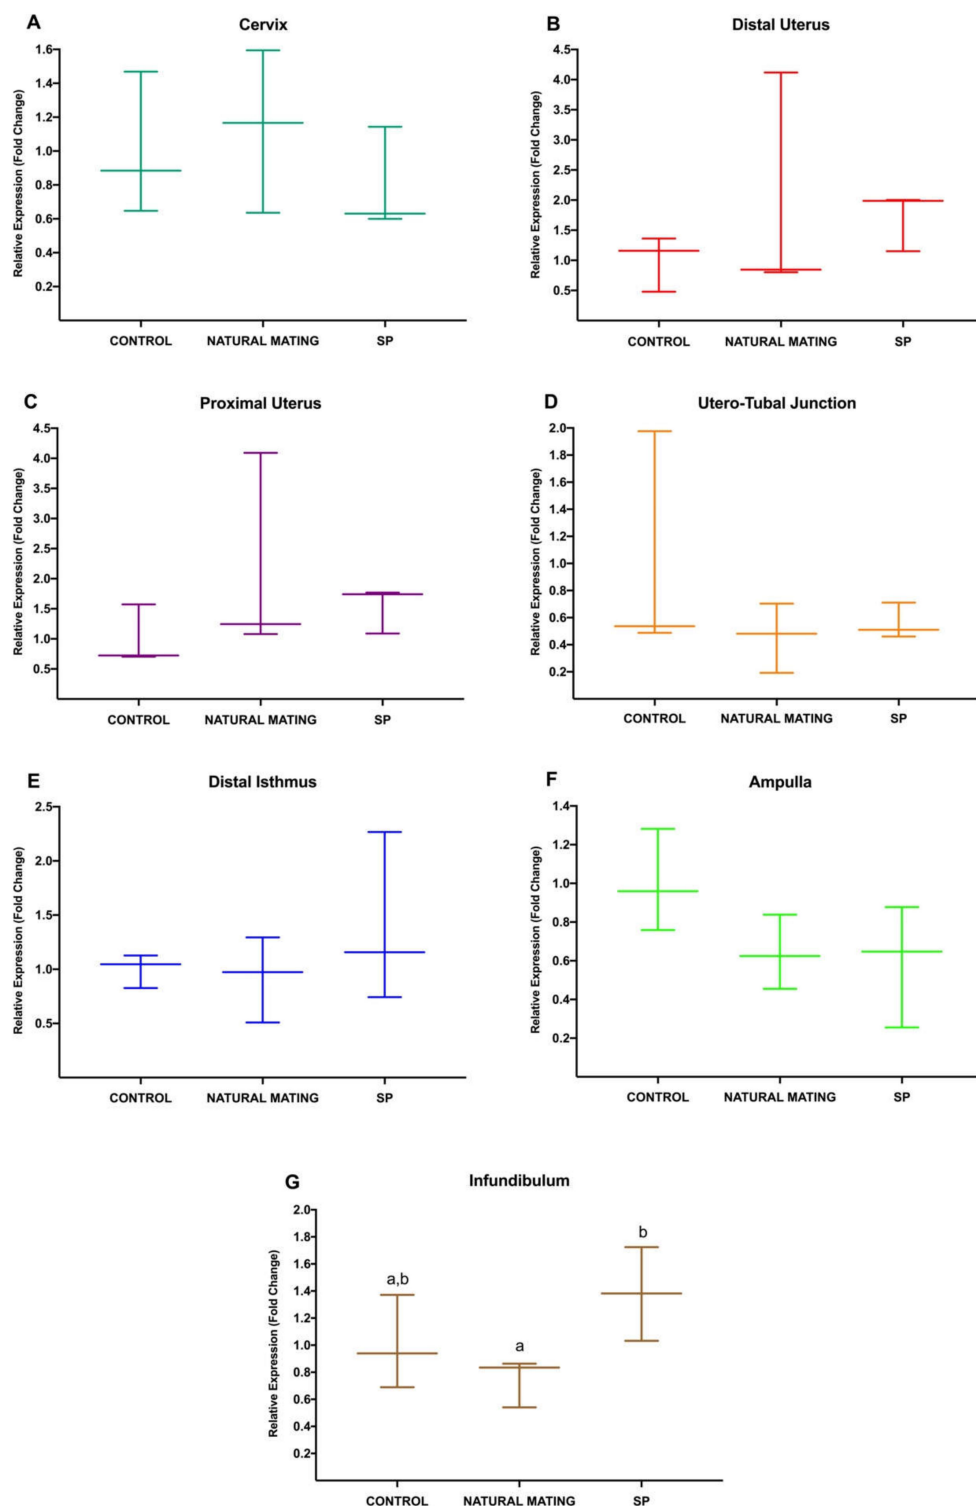 A
Cervix
Relative Expression (Fold Change)
1.6
1.4
1.2
1.0
0.8
0.6
0.4
0.2
CONTROL NATURAL MATING SP
B
Distal Uterus
Relative Expression (Fold Change)
4.5
4.0
3.5
3.0
2.5
2.0
1.5
1.0
0.5
CONTROL NATURAL MATING SP
C
Proximal Uterus
Relative Expression (Fold Change)
4.5
4.0
3.5
3.0
2.5
2.0
1.5
1.0
0.5
CONTROL NATURAL MATING SP
D
Utero-Tubal Junction
Relative Expression (Fold Change)
2.0
1.8
1.6
1.4
1.2
1.0
0.8
0.6
0.4
0.2
CONTROL NATURAL MATING SP
E
Distal Isthmus
Relative Expression (Fold Change)
2.5
2.0
1.5
1.0
0.5
CONTROL NATURAL MATING SP
F
Ampulla
Relative Expression (Fold Change)
1.4
1.2
1.0
0.8
0.6
0.4
0.2
CONTROL NATURAL MATING SP
G
Infundibulum
Relative Expression (Fold Change)
2.0
1.8
1.6
1.4
1.2
1.0
0.8
0.6
0.4
0.2
a,b
a
b
CONTROL NATURAL MATING SP